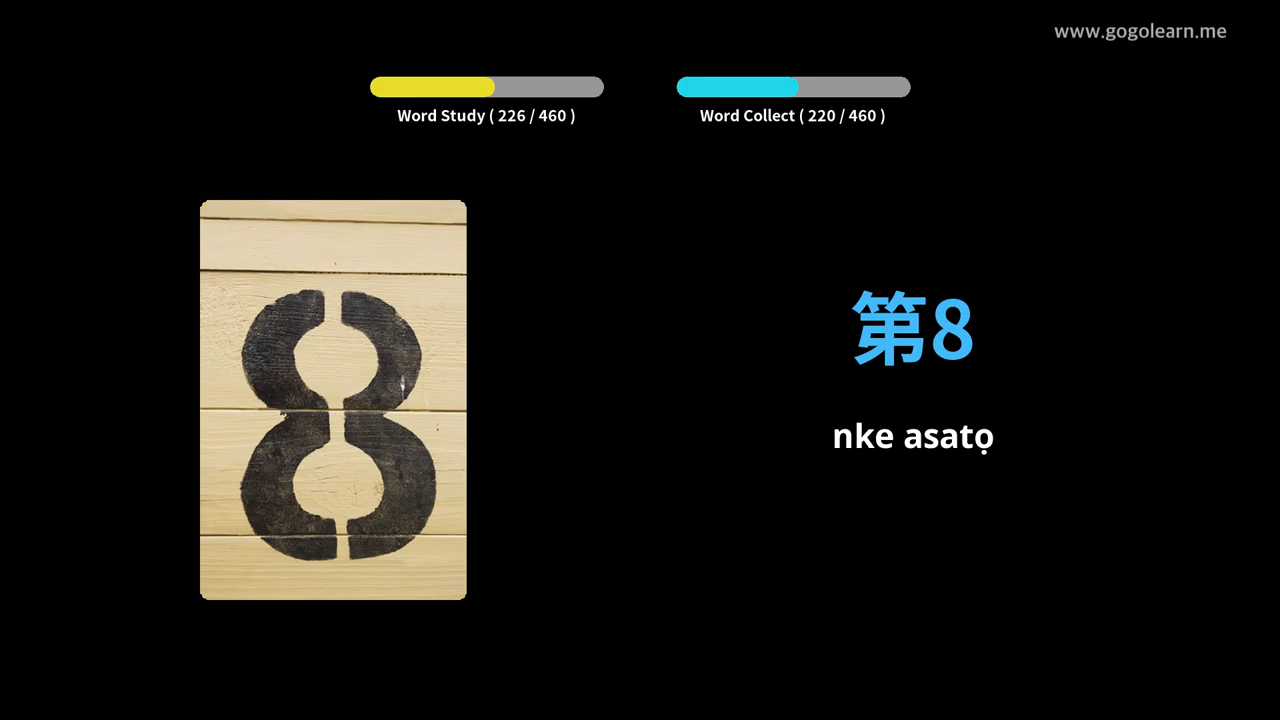 www.gogolearn.me
Word Study ( 226 / 460 )
Word Collect ( 220 / 460 )
8
第8
nke asatọ